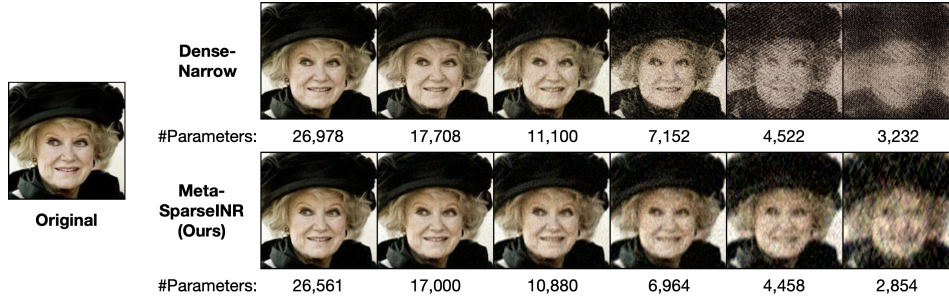 Dense-
Narrow
#Parameters: 26,978 17,708 11,100 7,152 4,522 3,232
Original
Meta-
SparseINR
(Ours)
#Parameters: 26,561 17,000 10,880 6,964 4,458 2,854